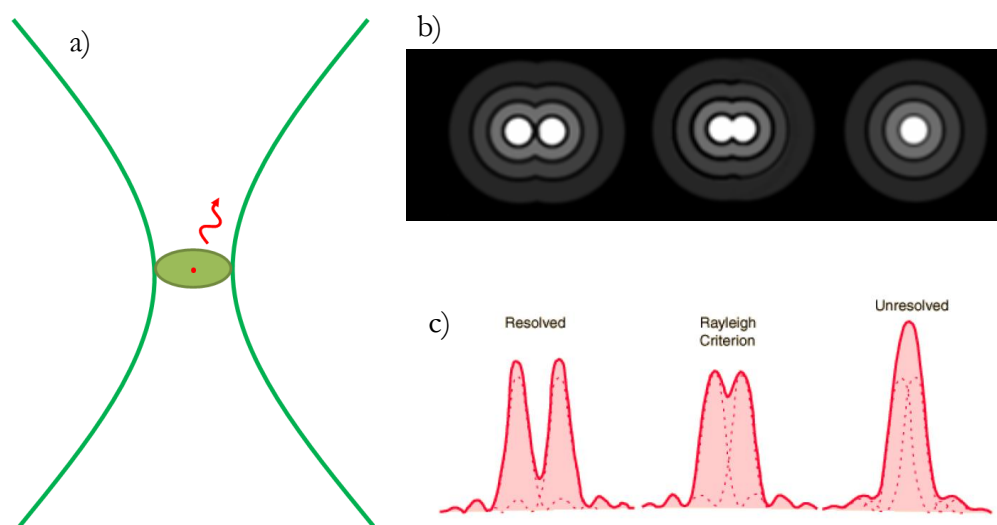 a)
b)
c)
Resolved
Rayleigh
Criterion
Unresolved